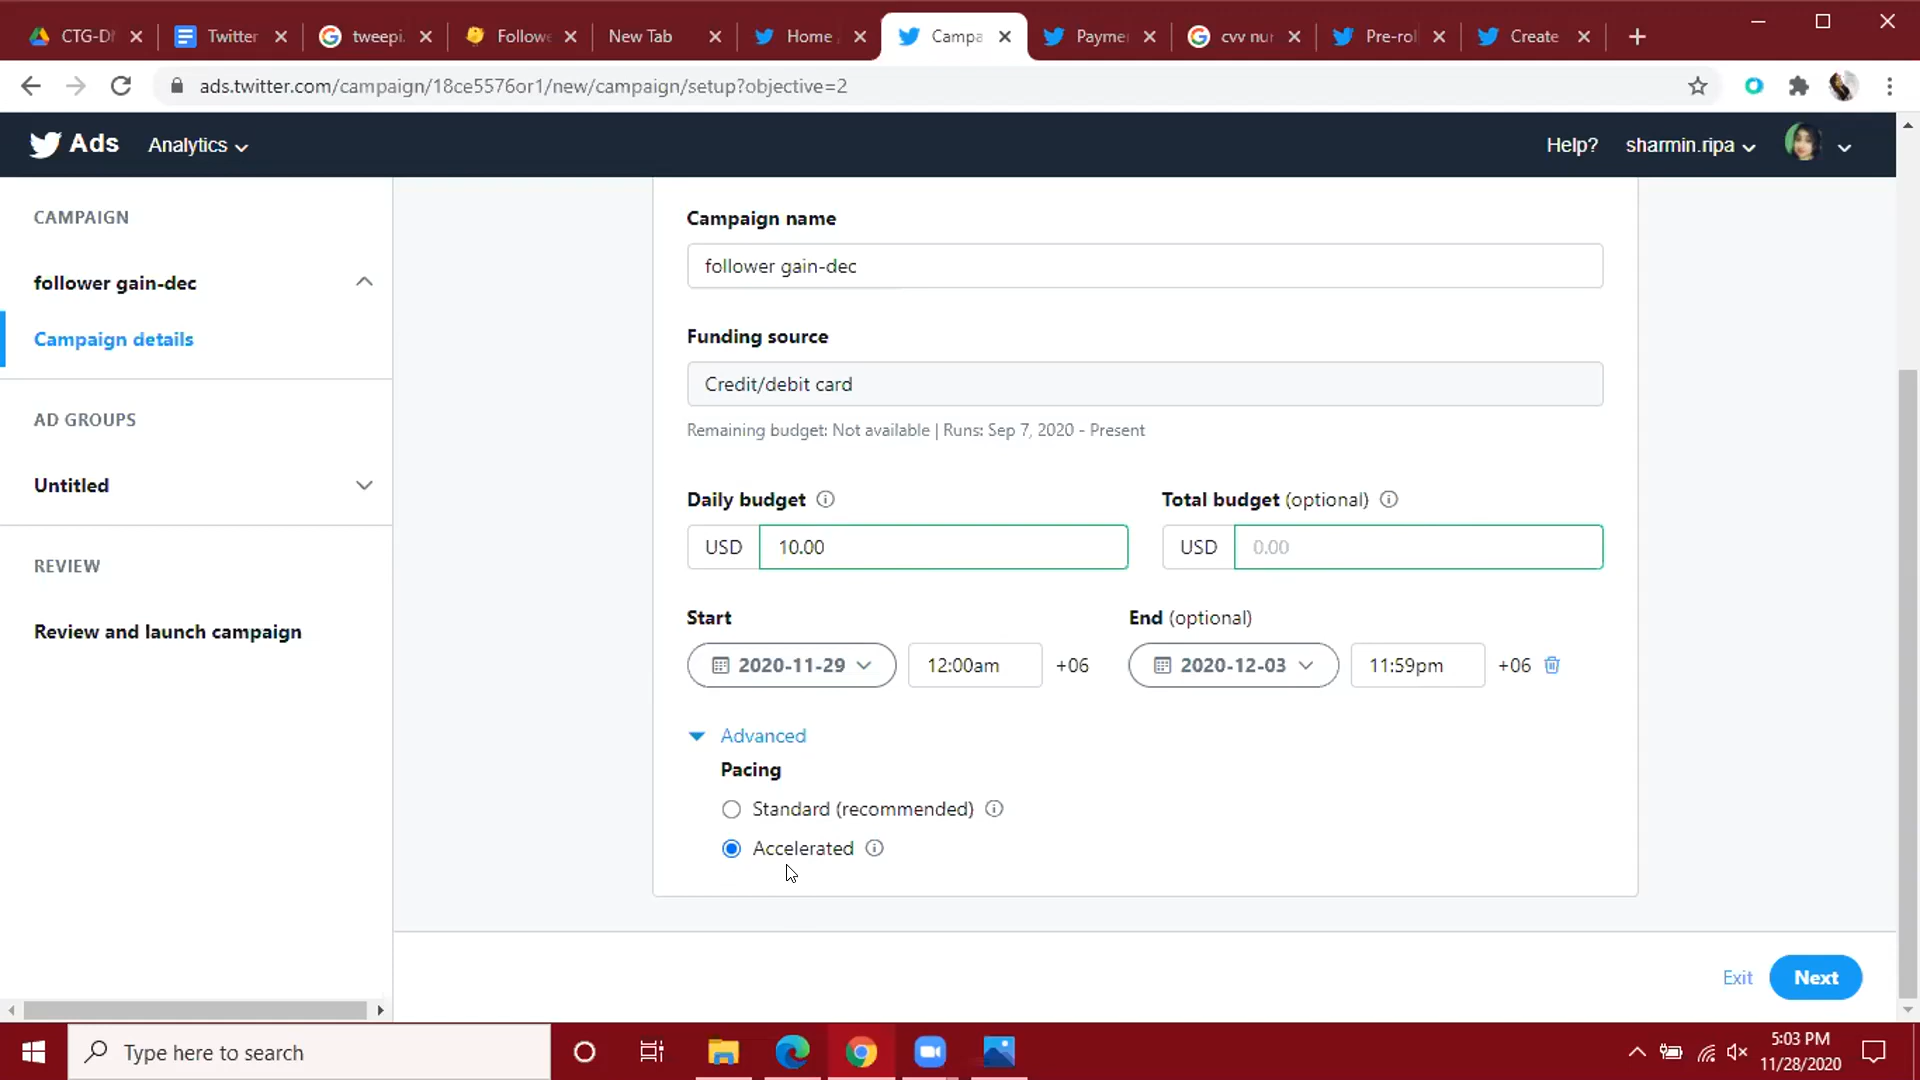 CTG-D
Twitter
tweepi.
Follow
New Tab
Home
Campa
Payme
cvv nu
Pre-rol
Create
ads.twitter.com/campaign/18ce5576or1/new/campaign/setup?objective=2
Ads
Analytics
Help?
sharmin.ripa
CAMPAIGN
follower gain-dec
Campaign details
AD GROUPS
Untitled
REVIEW
Review and launch campaign
Campaign name
follower gain-dec
Funding source
Credit/debit card
Remaining budget: Not available | Runs: Sep 7, 2020 - Present
Daily budget
Total budget (optional)
USD 10.00
USD 0.00
Start
End (optional)
2020-11-29 12:00am +06
2020-12-03 11:59pm +06
Advanced
Pacing
Standard (recommended)
Accelerated
Exit
Next
Type here to search
5:03 PM
11/28/2020